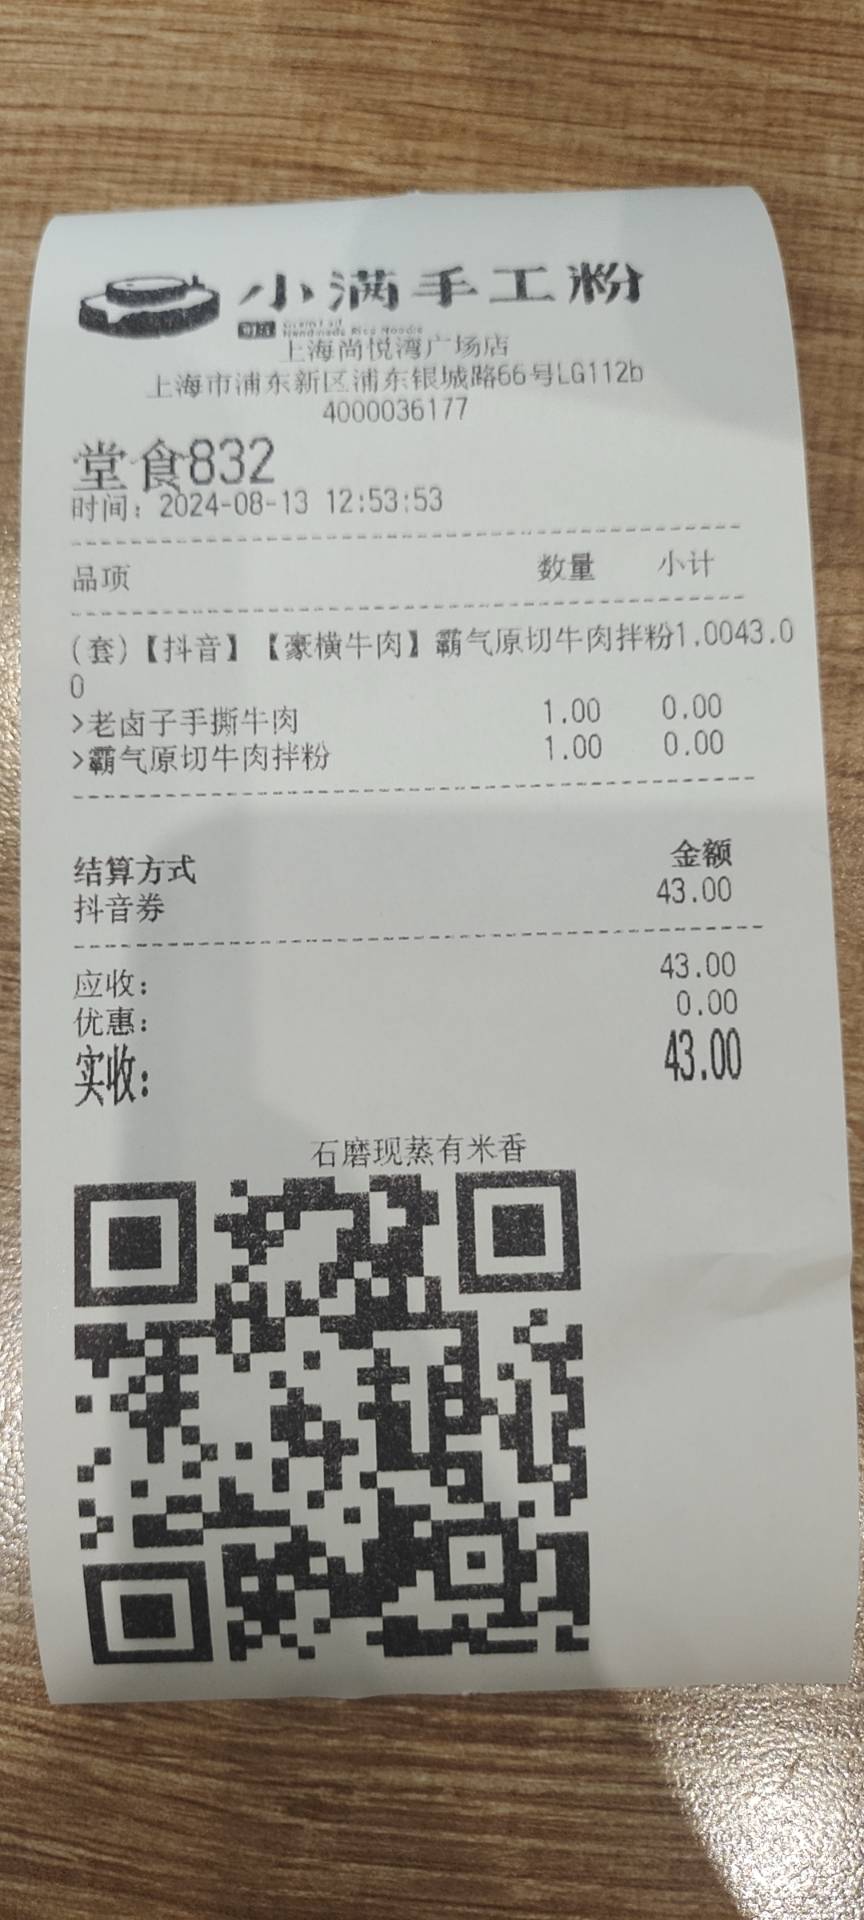 小满手工粉
Handmade Rice Noodle
上海尚悦湾广场店
上海市浦东新区浦东银城路66号LG112b
4000036177
堂食832
时间：2024-08-13 12:53:53
品项 数量 小计
(套)【抖音】【豪横牛肉】霸气原切牛肉拌粉1.0043.0
0
>老卤子手撕牛肉 1.00 0.00
>霸气原切牛肉拌粉 1.00 0.00
结算方式 金额
抖音券 43.00
应收： 43.00
优惠： 0.00
实收： 43.00
石磨现蒸有米香